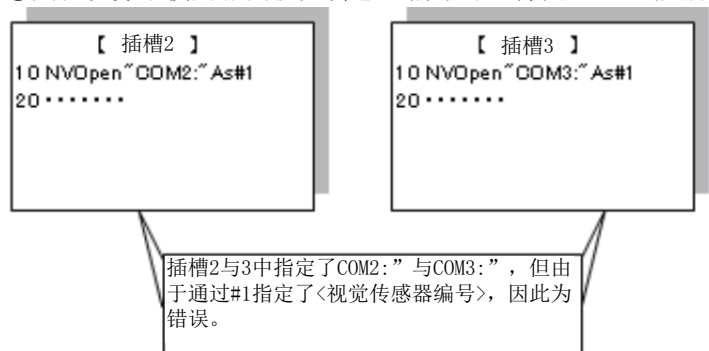 【 插槽2 】
10 NVOpen"COM2:"As#1
20・・・・・・・
【 插槽3 】
10 NVOpen"COM3:"As#1
20・・・・・・・
插槽2与3中指定了COM2:”与COM3:”，但由
于通过#1指定了<视觉传感器编号>，因此为
错误。